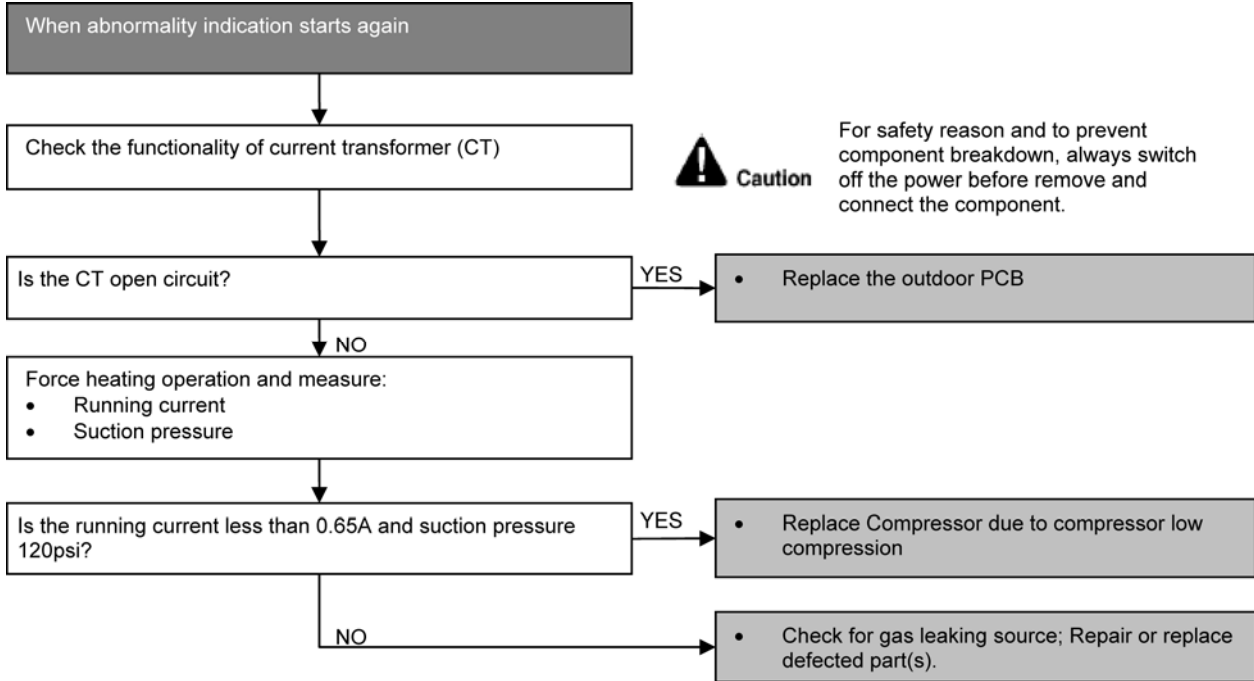 When abnormality indication starts again
Check the functionality of current transformer (CT)
Caution
For safety reason and to prevent
component breakdown, always switch
off the power before remove and
connect the component.
Is the CT open circuit?
YES
• Replace the outdoor PCB
NO
Force heating operation and measure:
• Running current
• Suction pressure
Is the running current less than 0.65A and suction pressure
120psi?
YES
• Replace Compressor due to compressor low
compression
NO
• Check for gas leaking source; Repair or replace
defected part(s).